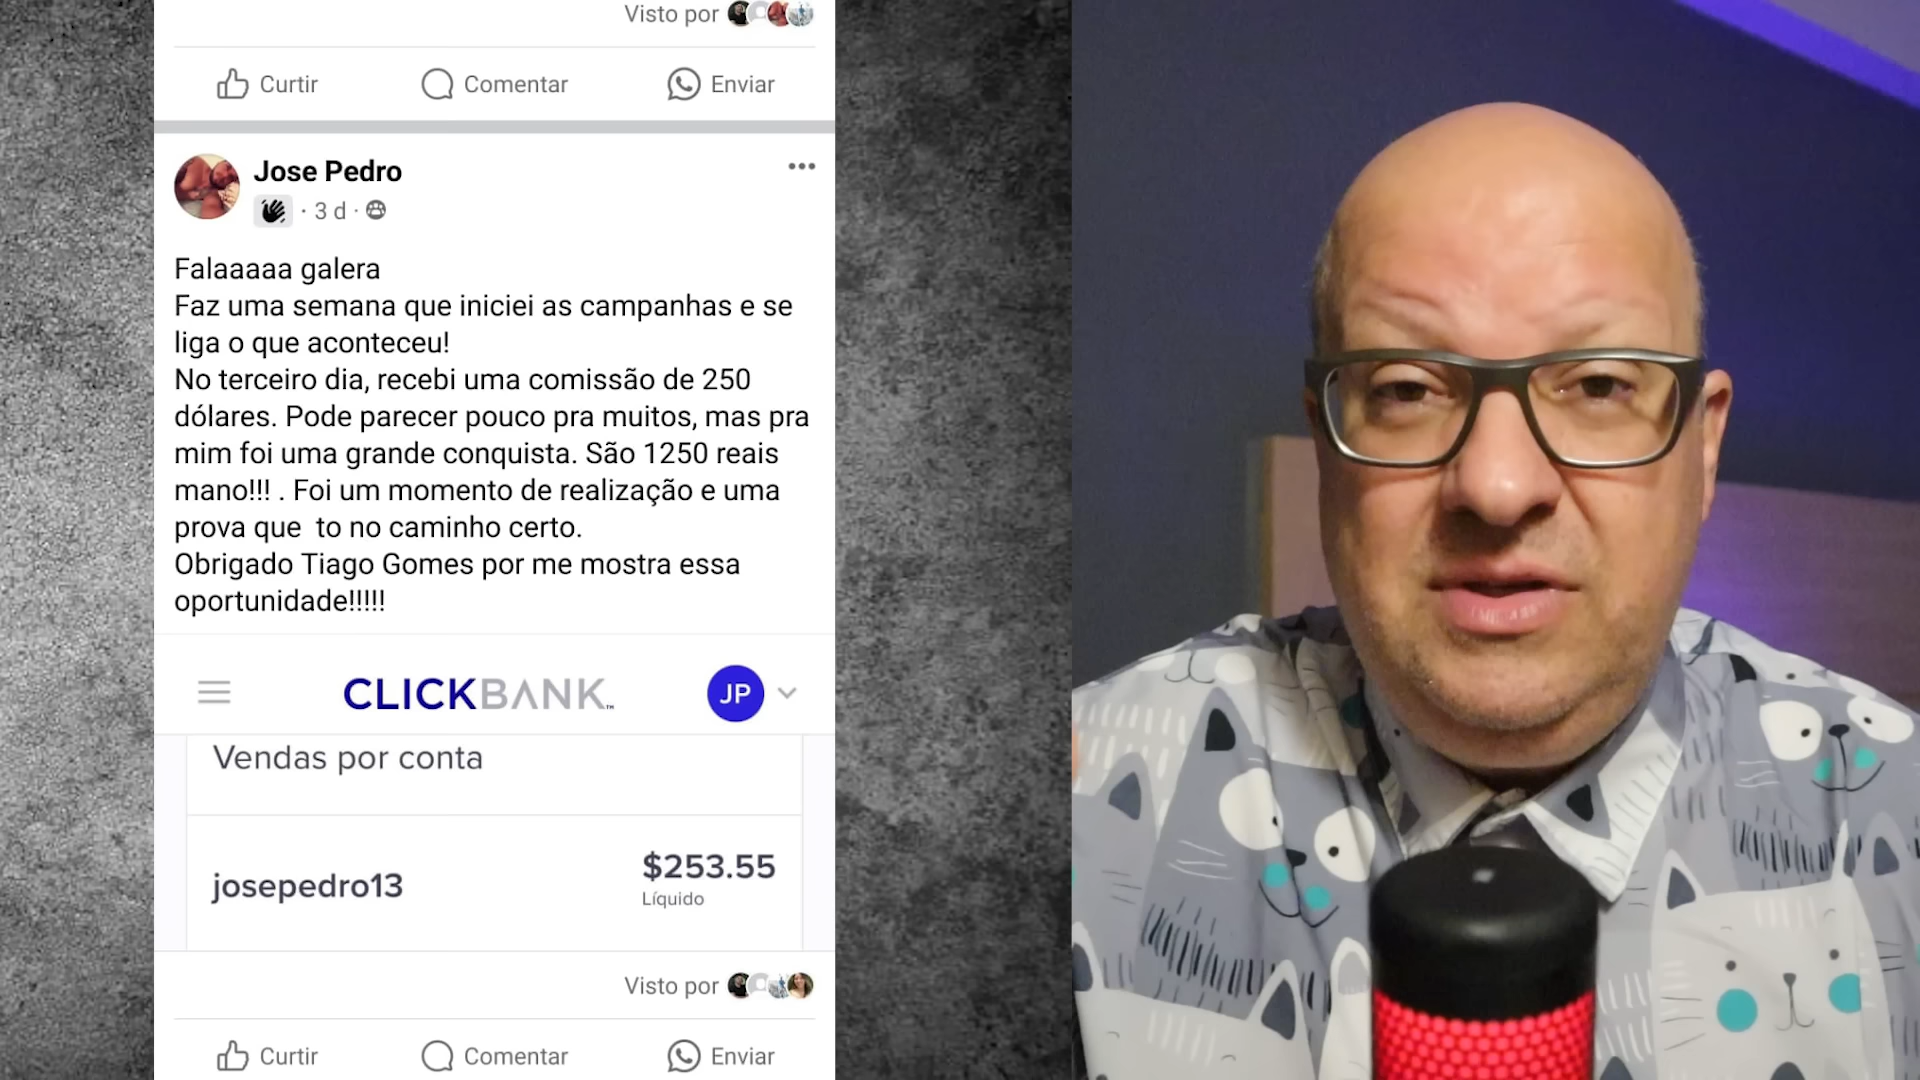 Visto por
Curtir Comentar Enviar
Jose Pedro
· 3 d ·
Falaaaaa galera
Faz uma semana que iniciei as campanhas e se
liga o que aconteceu!
No terceiro dia, recebi uma comissão de 250
dólares. Pode parecer pouco pra muitos, mas pra
mim foi uma grande conquista. São 1250 reais
mano!!! . Foi um momento de realização e uma
prova que  to no caminho certo.
Obrigado Tiago Gomes por me mostra essa
oportunidade!!!!!
CLICKBANK™ JP
Vendas por conta
josepedro13 $253.55
Líquido
Visto por
Curtir Comentar Enviar